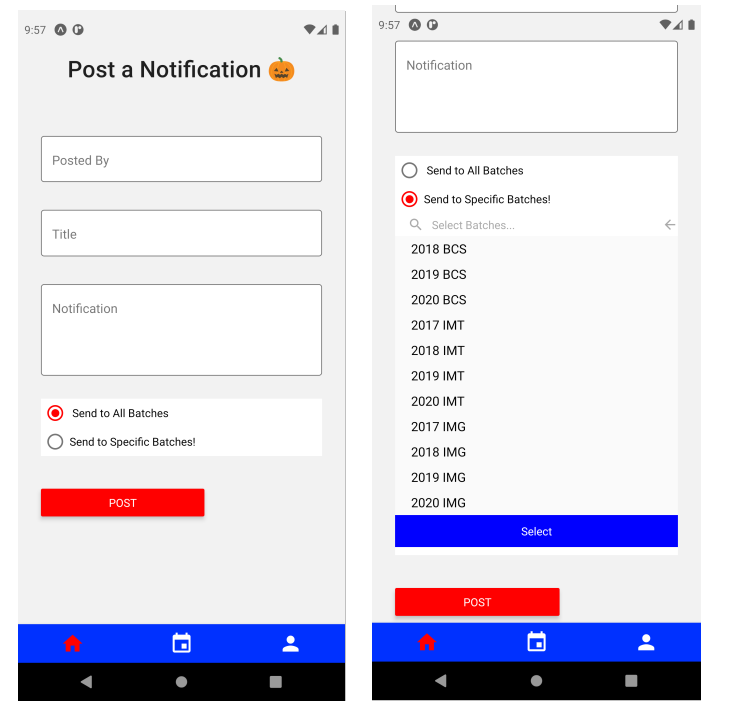 9:57
Post a Notification 🎃
Posted By
Title
Notification
Send to All Batches
Send to Specific Batches!
POST
9:57
Notification
Send to All Batches
Send to Specific Batches!
Select Batches...
2018 BCS
2019 BCS
2020 BCS
2017 IMT
2018 IMT
2019 IMT
2020 IMT
2017 IMG
2018 IMG
2019 IMG
2020 IMG
Select
POST